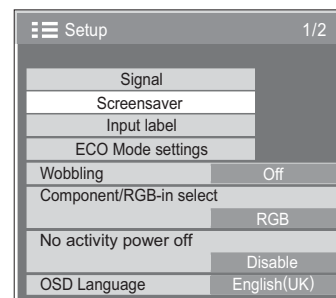 Setup 1/2
Signal
Screensaver
Input label
ECO Mode settings
Wobbling Off
Component/RGB-in select
RGB
No activity power off
Disable
OSD Language English(UK)